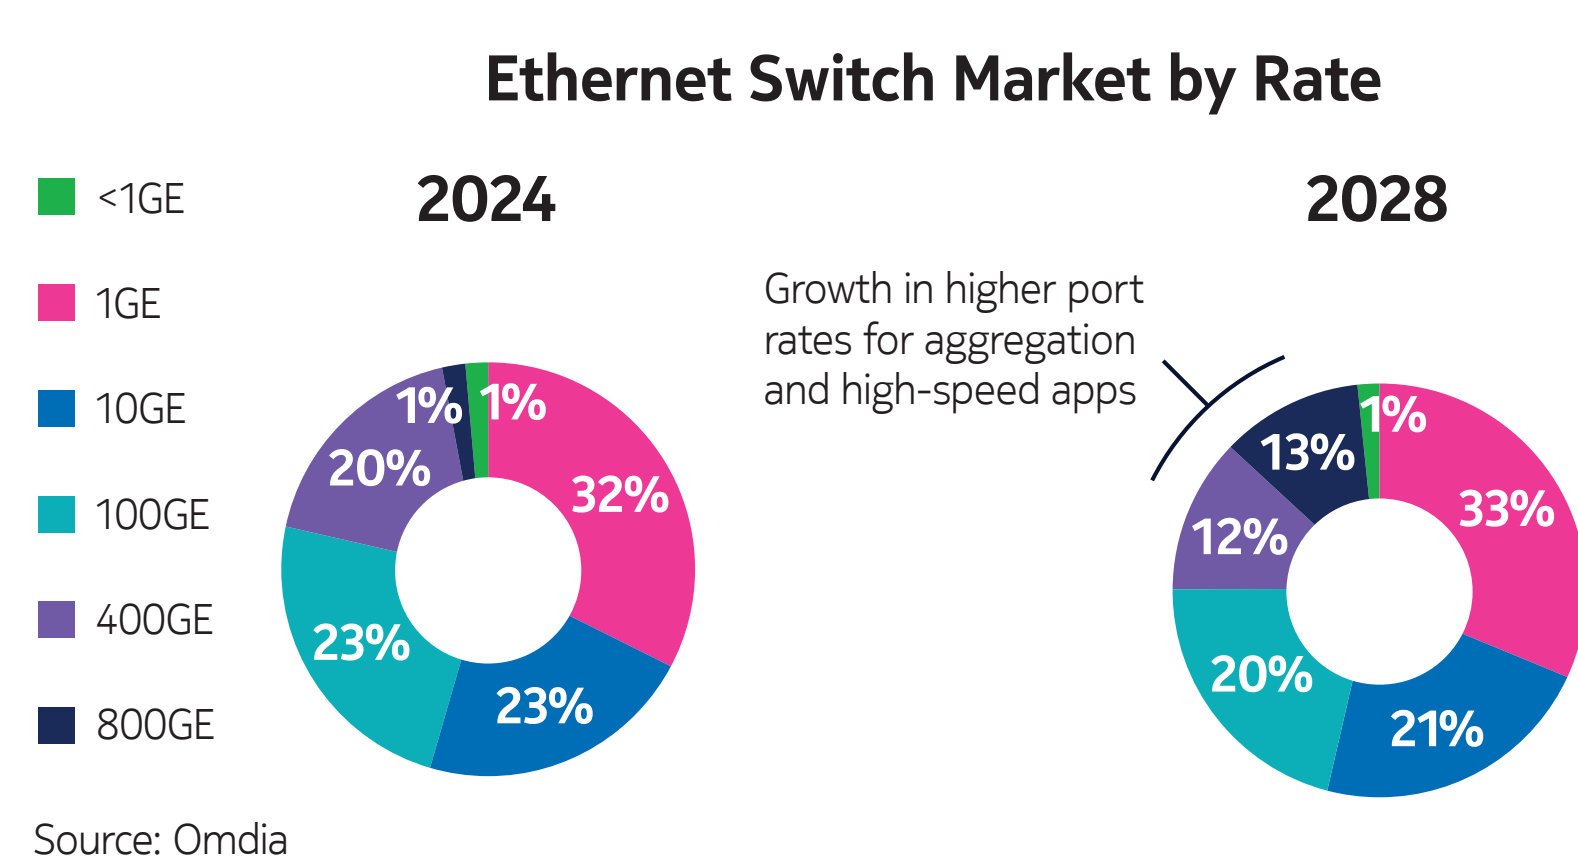 Ethernet Switch Market by Rate
<1GE
1GE
10GE
100GE
400GE
800GE
2024
1%
1%
20%
32%
23%
23%
Growth in higher port
rates for aggregation
and high-speed apps
2028
1%
13%
33%
12%
20%
21%
Source: Omdia